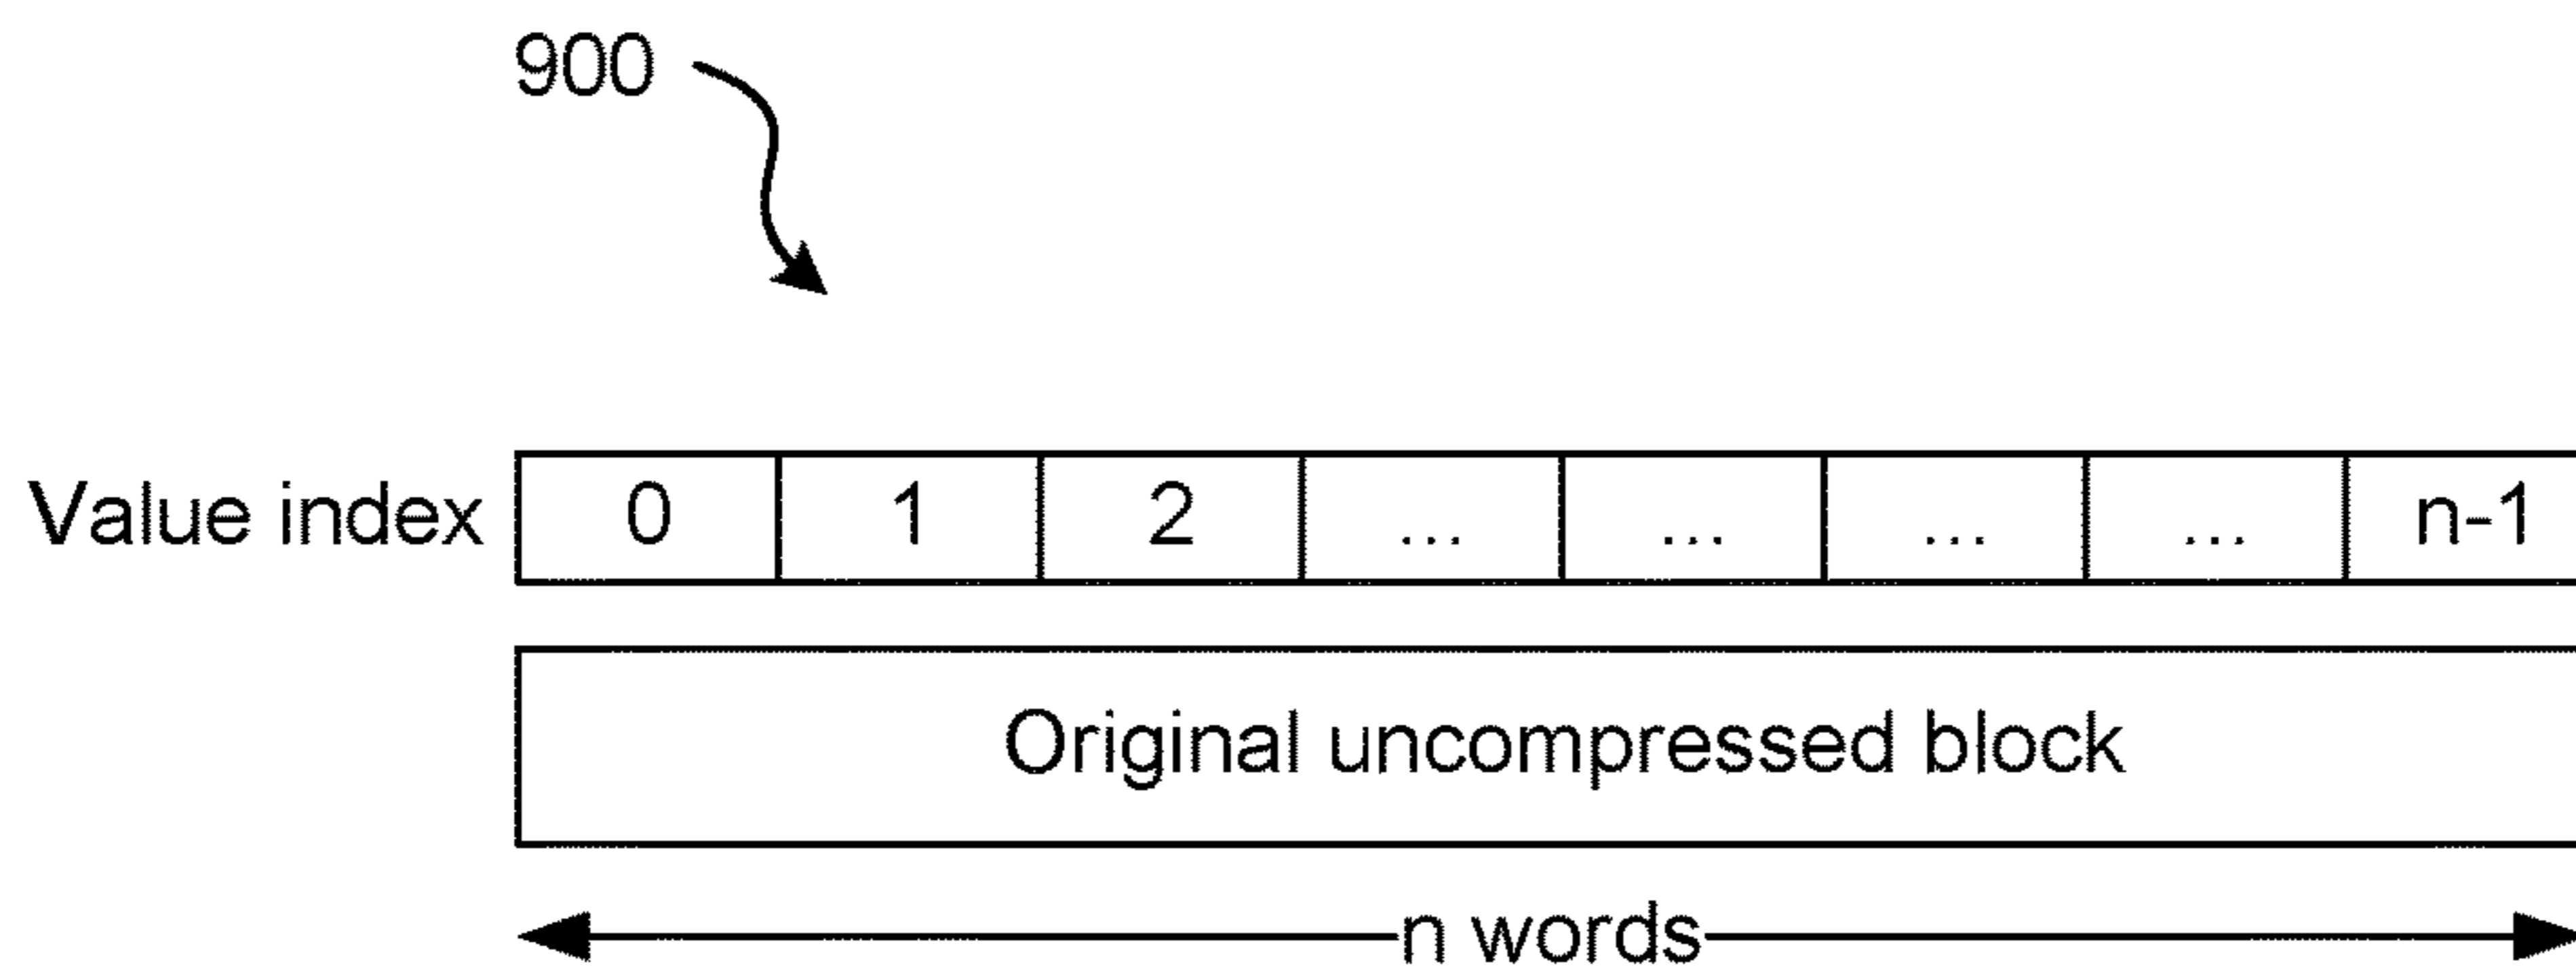 900
Value index 0 1 2 ... ... ... ... n-1
Original uncompressed block
n words